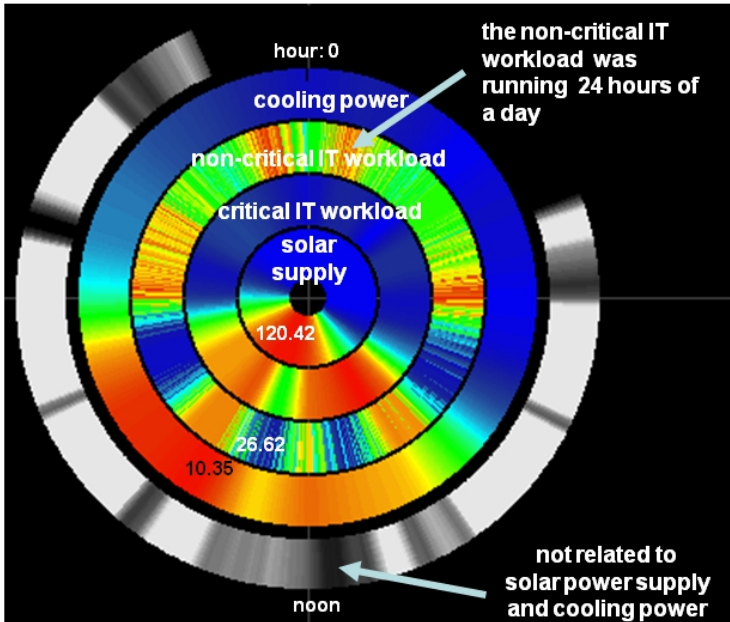 the non-critical IT
workload was
running 24 hours of
a day
hour: 0
cooling power
non-critical IT workload
critical IT workload
solar
supply
120.42
26.62
10.35
not related to
solar power supply
and cooling power
noon